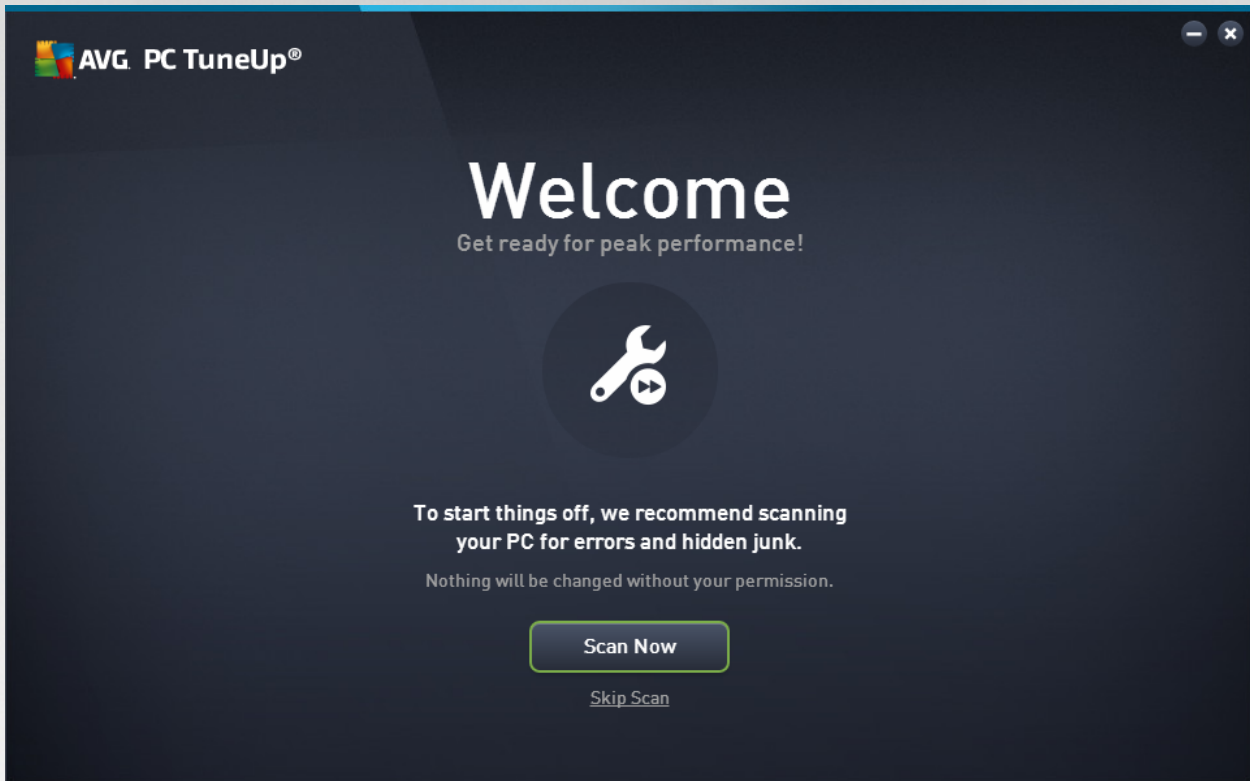 AVG. PC TuneUp®
Welcome
Get ready for peak performance!
To start things off, we recommend scanning
your PC for errors and hidden junk.
Nothing will be changed without your permission.
Scan Now
Skip Scan